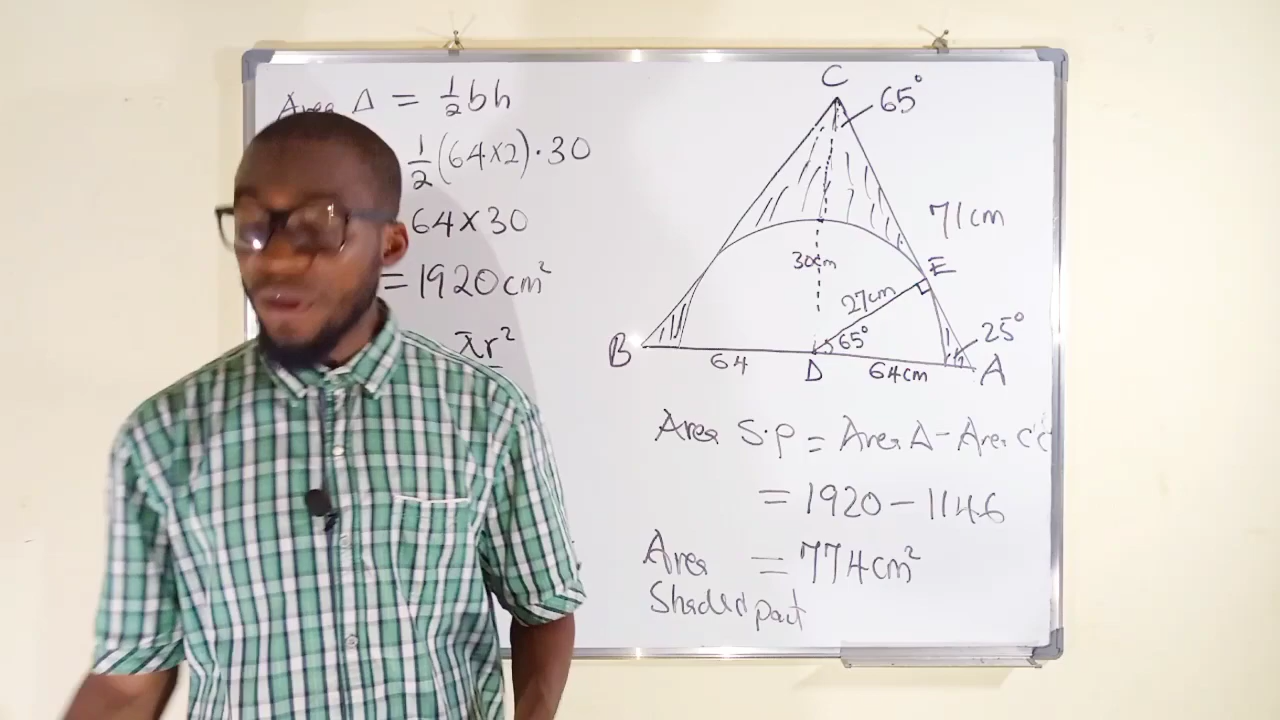 Area Δ = ½bh
½(64×2)·30
64×30
= 1920cm²
πr²
C
65°
71cm
30cm
E
27cm
65°
25°
B
64
D
64cm
A
Area S.P = Area Δ - Area
= 1920 - 1146
Area = 774cm²
Shaded part